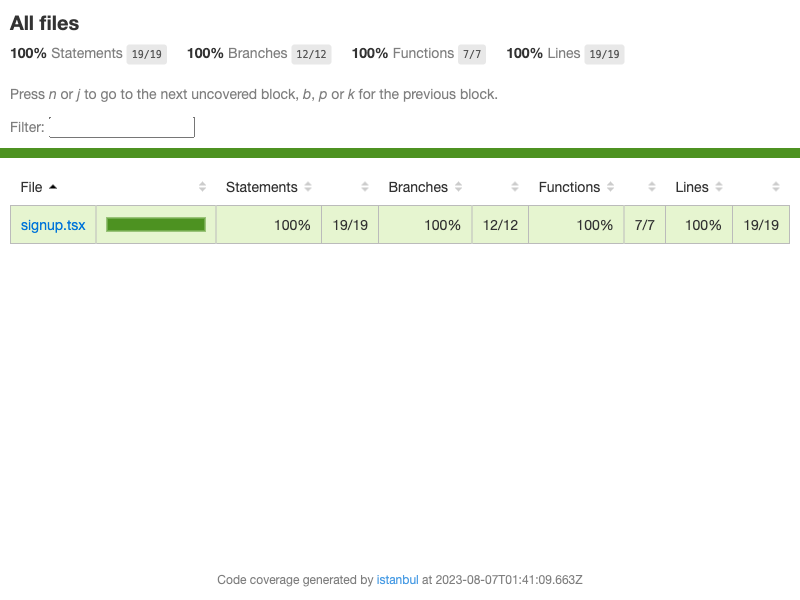 All files
100% Statements 19/19 100% Branches 12/12 100% Functions 7/7 100% Lines 19/19
Press n or j to go to the next uncovered block, b, p or k for the previous block.
Filter:
File Statements Branches Functions Lines
signup.tsx 100% 19/19 100% 12/12 100% 7/7 100% 19/19
Code coverage generated by istanbul at 2023-08-07T01:41:09.663Z